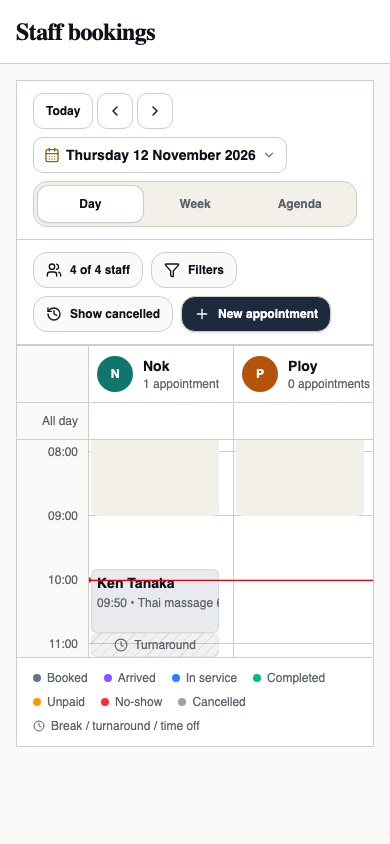 Staff bookings
Today
Thursday 12 November 2026
Day Week Agenda
4 of 4 staff Filters
Show cancelled New appointment
N Nok P Ploy
1 appointment 0 appointments
All day
08:00
09:00
10:00
Ken Tanaka
09:50 • Thai massage
11:00
Turnaround
Booked Arrived In service Completed
Unpaid No-show Cancelled
Break / turnaround / time off